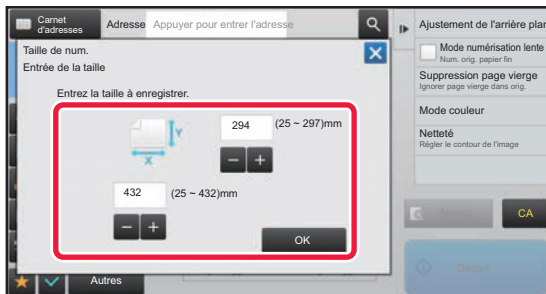 Carnet
d'adresses
Adresse
Appuyer pour entrer l'adresse
Taille de num.
Entrée de la taille
Entrez la taille à enregistrer.
Y
X
294
(25 ~ 297)mm
432
(25 ~ 432)mm
OK
Autres
Ajustement de l'arrière plan
Mode numérisation lente
Num. orig. papier fin
Suppression page vierge
Ignorer page vierge dans orig.
Mode couleur
Netteté
Régler le contour de l'image
CA
Départ